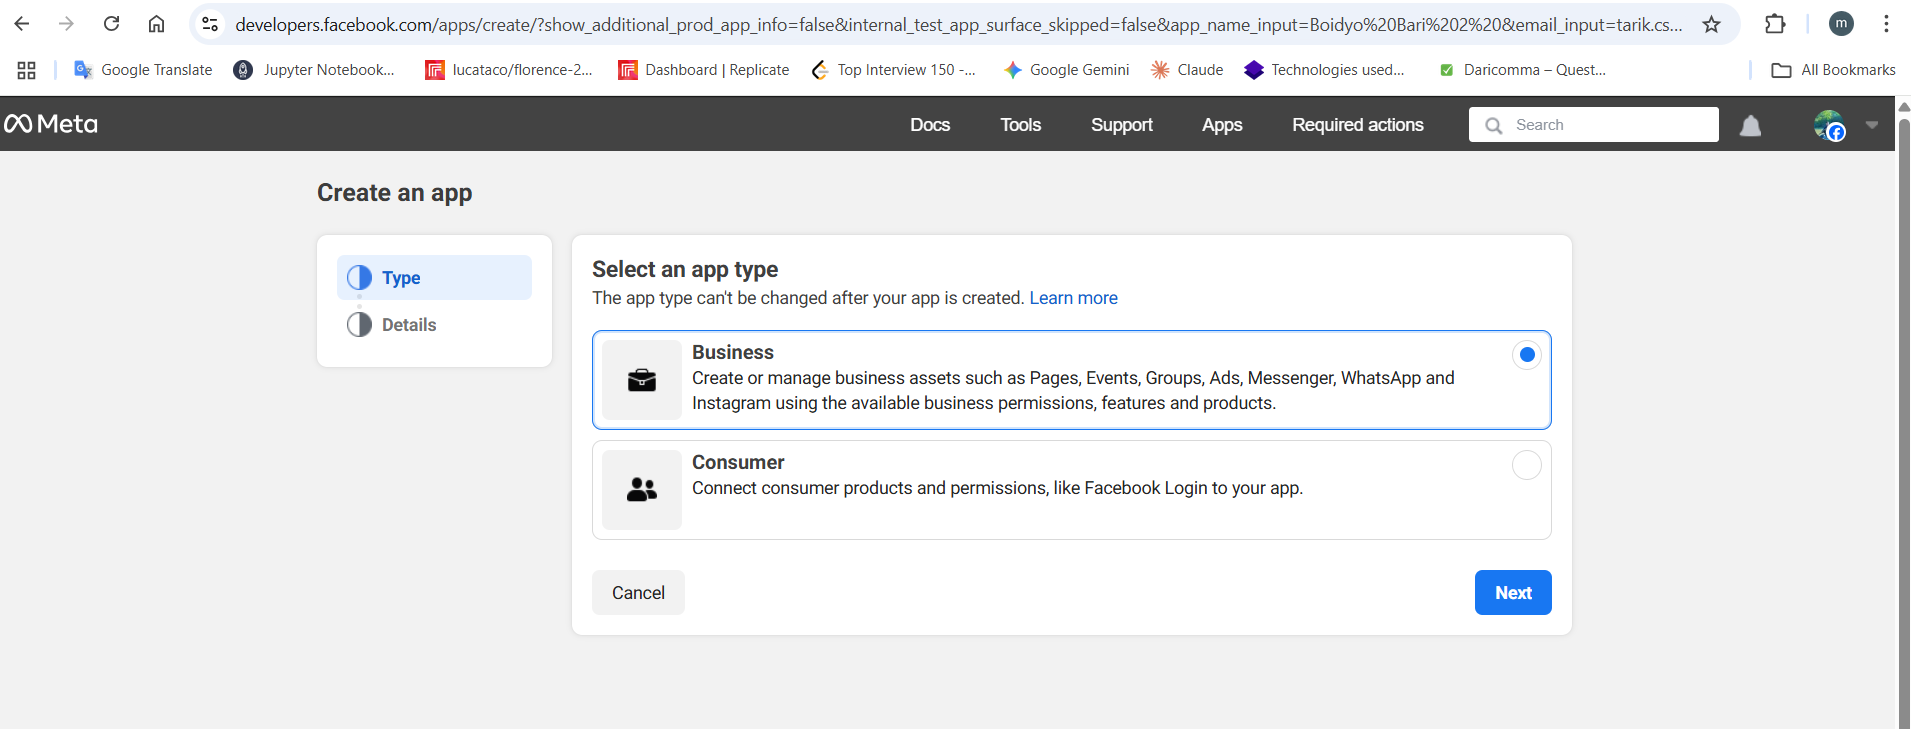 developers.facebook.com/apps/create/?show_additional_prod_app_info=false&internal_test_app_surface_skipped=false&app_name_input=Boidyo%20Bari%202%20&email_input=tarik.cs...
m
Google Translate
Jupyter Notebook...
lucataco/florence-2...
Dashboard | Replicate
Top Interview 150 -...
Google Gemini
Claude
Technologies used...
Daricomma – Quest...
All Bookmarks
Meta
Docs
Tools
Support
Apps
Required actions
Search
Create an app
Type
Details
Select an app type
The app type can't be changed after your app is created. Learn more
Business
Create or manage business assets such as Pages, Events, Groups, Ads, Messenger, WhatsApp and
Instagram using the available business permissions, features and products.
Consumer
Connect consumer products and permissions, like Facebook Login to your app.
Cancel
Next